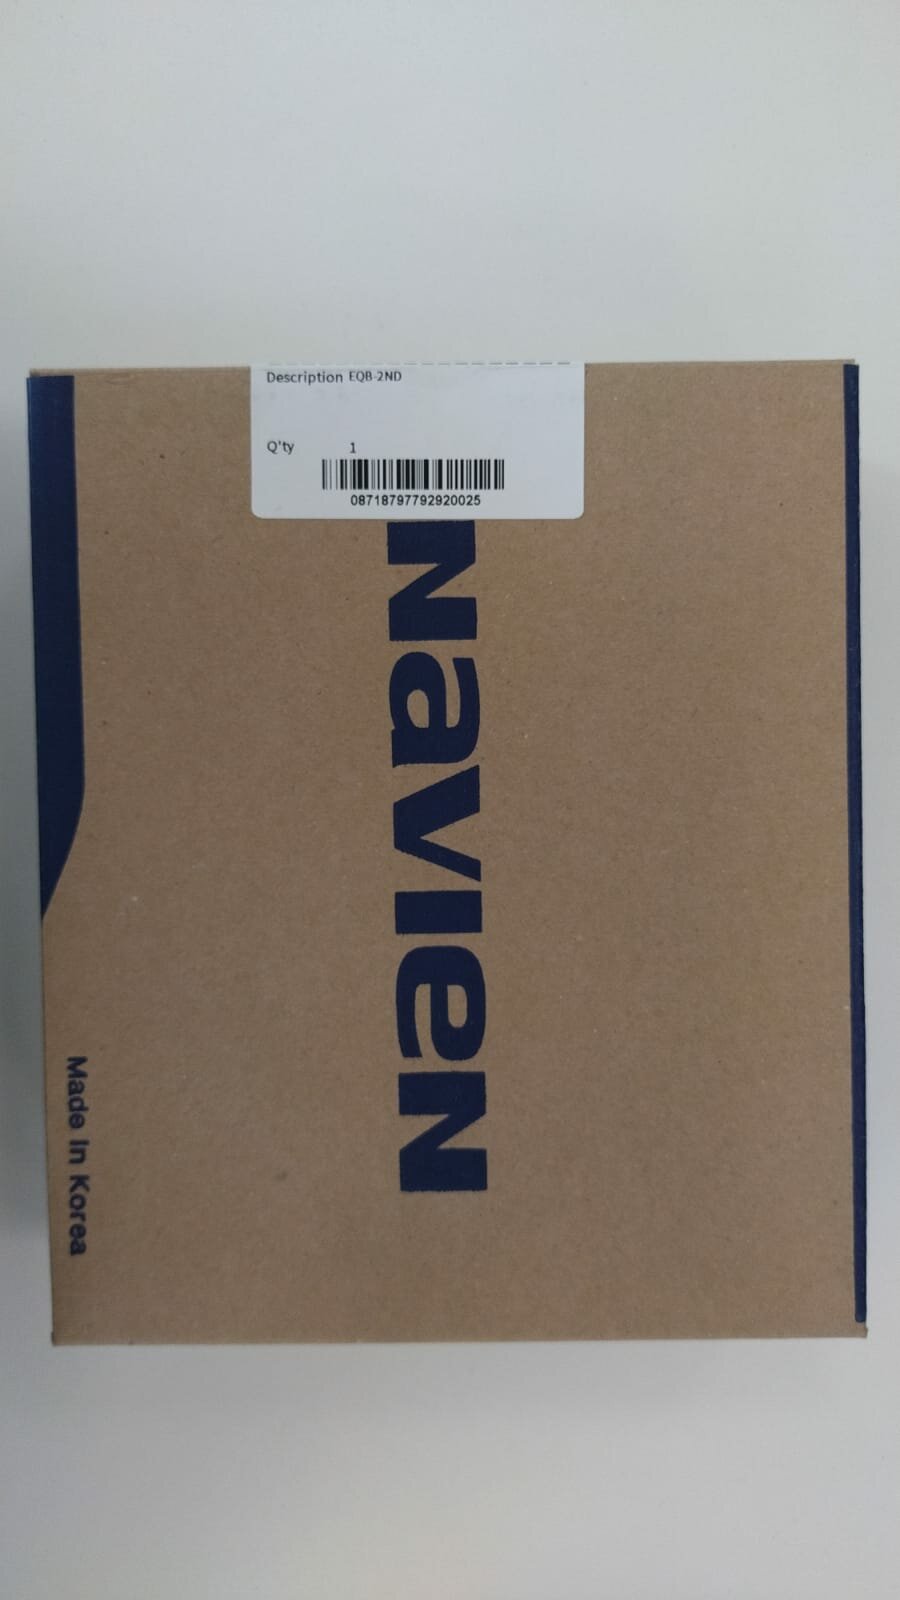 Description EQB-2ND
Q'ty 1
08718797792920025
Navien
Made In Korea